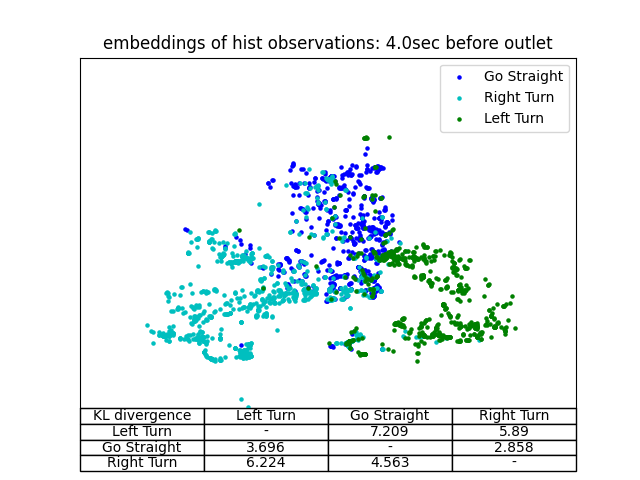 embeddings of hist observations: 4.0sec before outlet
Go Straight
Right Turn
Left Turn
KL divergence Left Turn Go Straight Right Turn
Left Turn - 7.209 5.89
Go Straight 3.696 - 2.858
Right Turn 6.224 4.563 -